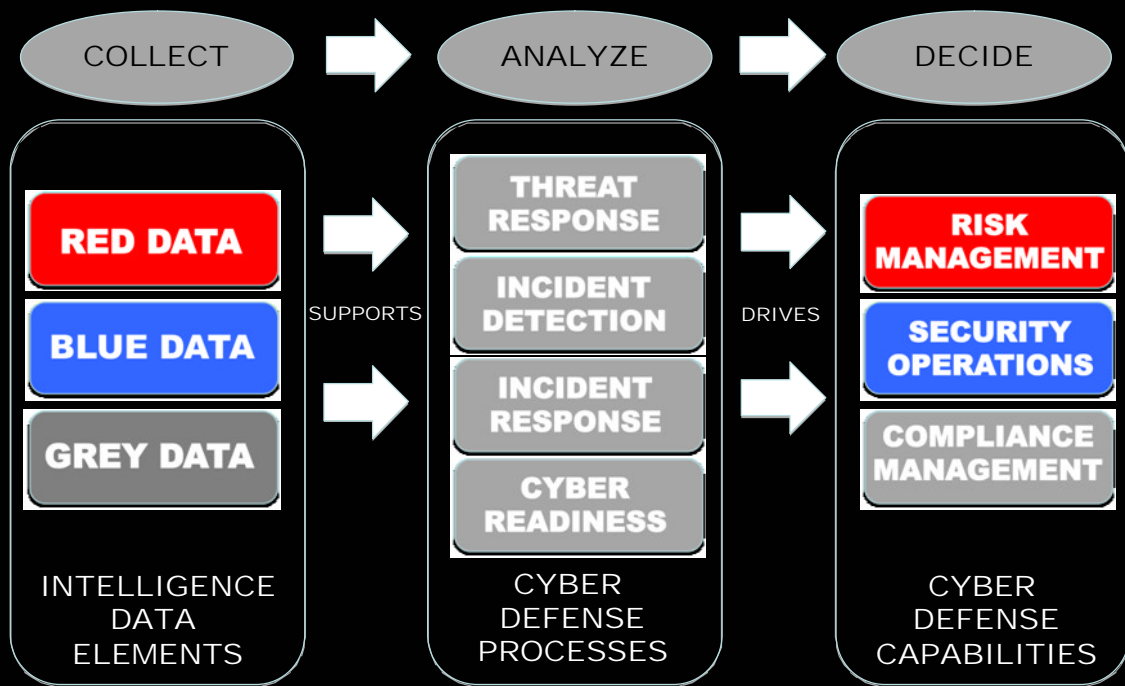 COLLECT
ANALYZE
DECIDE
RED DATA
BLUE DATA
GREY DATA
INTELLIGENCE
DATA
ELEMENTS
SUPPORTS
THREAT
RESPONSE
INCIDENT
DETECTION
INCIDENT
RESPONSE
CYBER
READINESS
CYBER
DEFENSE
PROCESSES
DRIVES
RISK
MANAGEMENT
SECURITY
OPERATIONS
COMPLIANCE
MANAGEMENT
CYBER
DEFENSE
CAPABILITIES